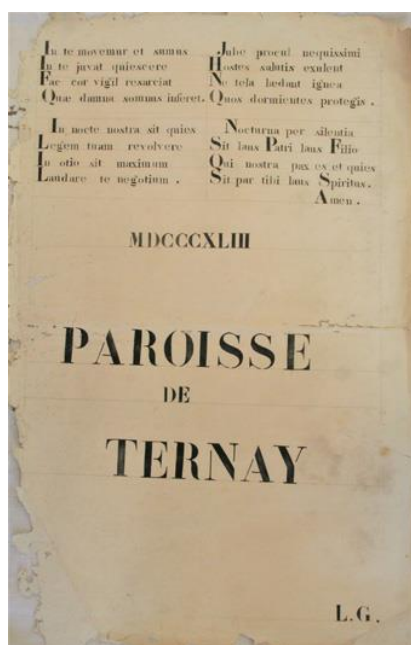 In te movemur et sumus
In te juvat quiescere
Fac cor vigil resarciat
Quæ damna somnus inferet.
In nocte nostra sit quies
Legem tuam revolvere
In otio sit maximum
Laudare te negotium.
Jube procul nequissimi
Hostes salutis exulent
Ne tela lædant ignea
Quos dormientes protegis.
Nocturna per silentia
Sit laus Patri laus Filio
Qui nostra pax es et quies
Sit par tibi laus Spiritus.
Amen.
MDCCCXLIII
PAROISSE
DE
TERNAY
L.G.